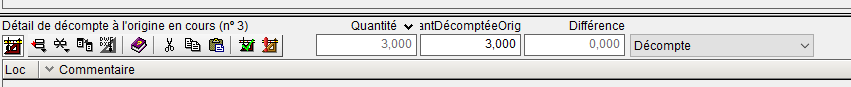 Détail de décompte à l'origine en cours (nº 3) Quantité antDécomptéeOrig Différence
3,000 3,000 0,000 Décompte
Loc Commentaire